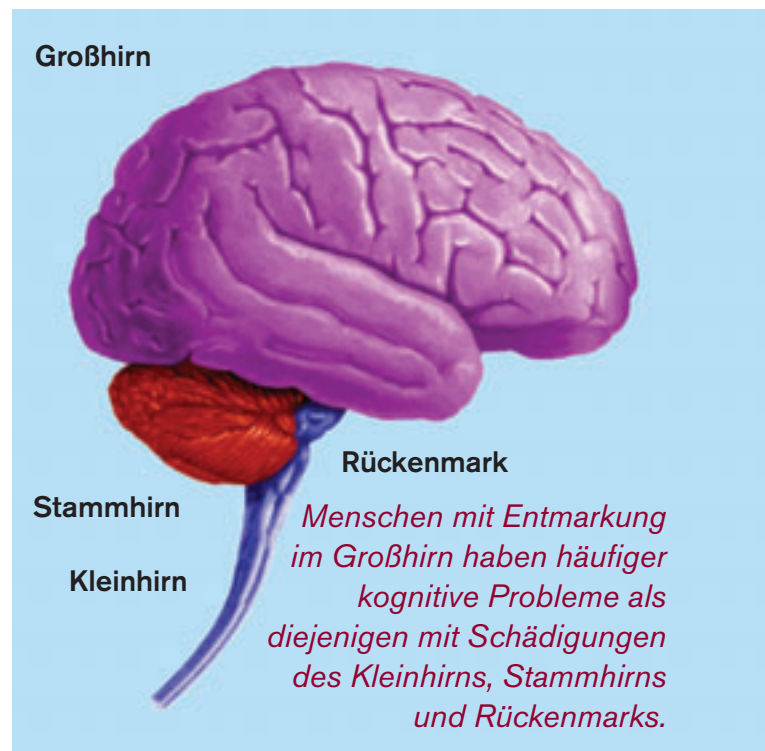 Großhirn
Rückenmark
Stammhirn
Kleinhirn
Menschen mit Entmarkung
im Großhirn haben häufiger
kognitive Probleme als
diejenigen mit Schädigungen
des Kleinhirns, Stammhirns
und Rückenmarks.